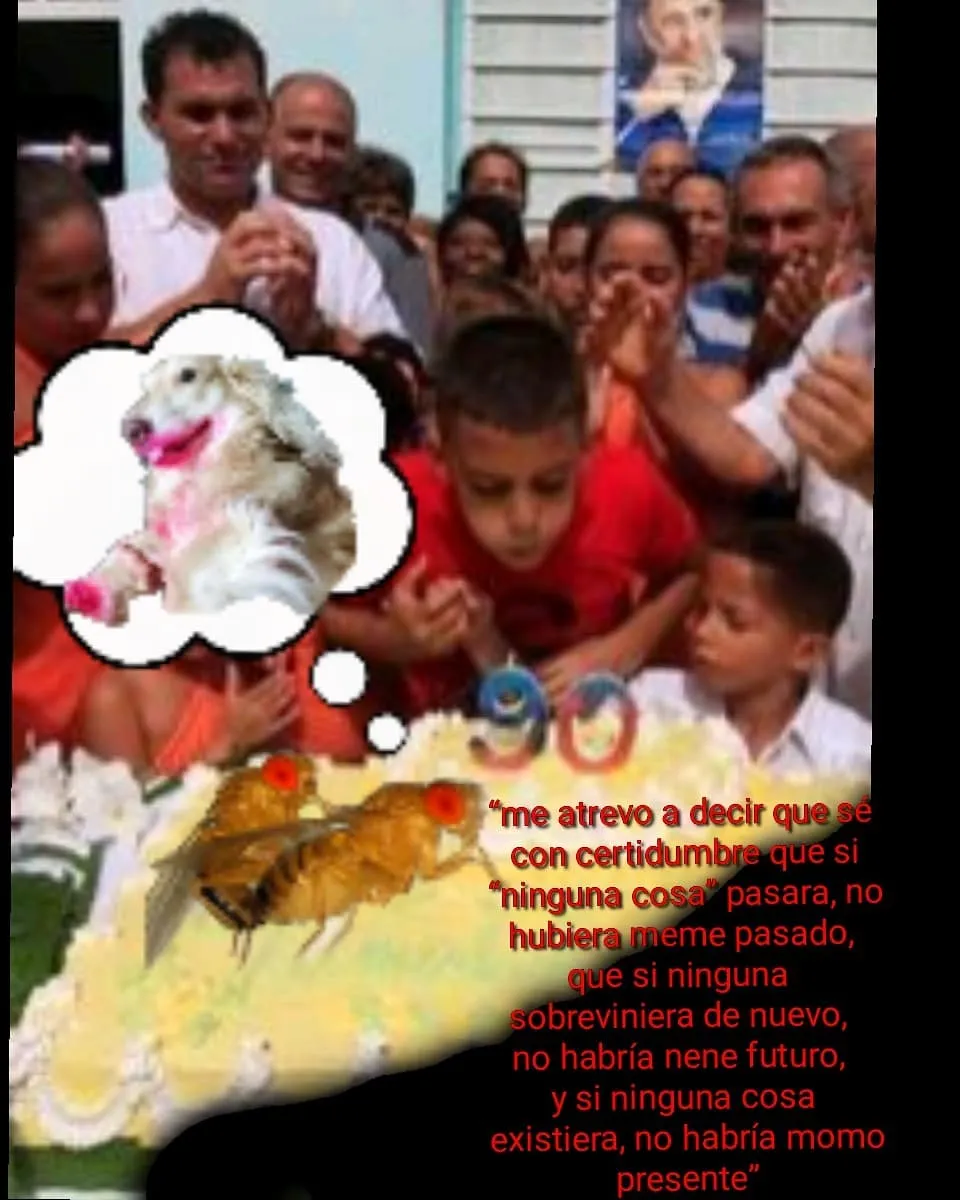 90
“me atrevo a decir que sé
con certidumbre que si
“ninguna cosa” pasara, no
hubiera meme pasado,
que si ninguna
sobreviniera de nuevo,
no habría nene futuro,
y si ninguna cosa
existiera, no habría momo
presente”